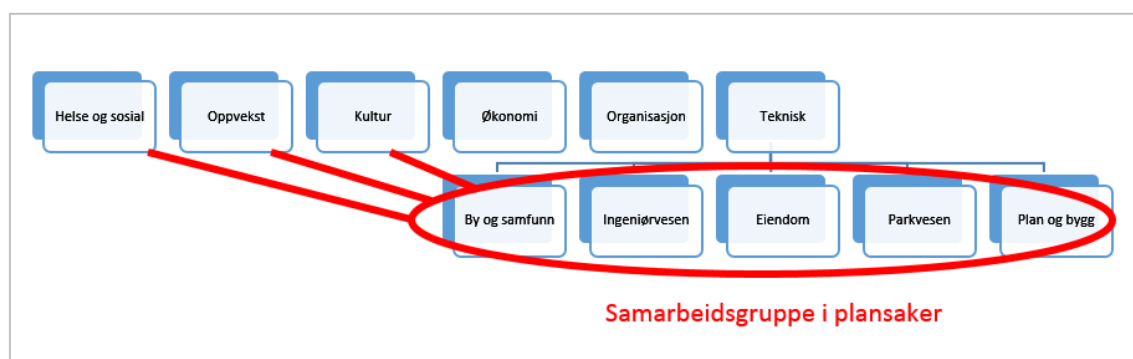 Helse og sosial
Oppvekst
Kultur
Økonomi
Organisasjon
Teknisk
By og samfunn
Ingeniørvesen
Eiendom
Parkvesen
Plan og bygg
Samarbeidsgruppe i plansaker